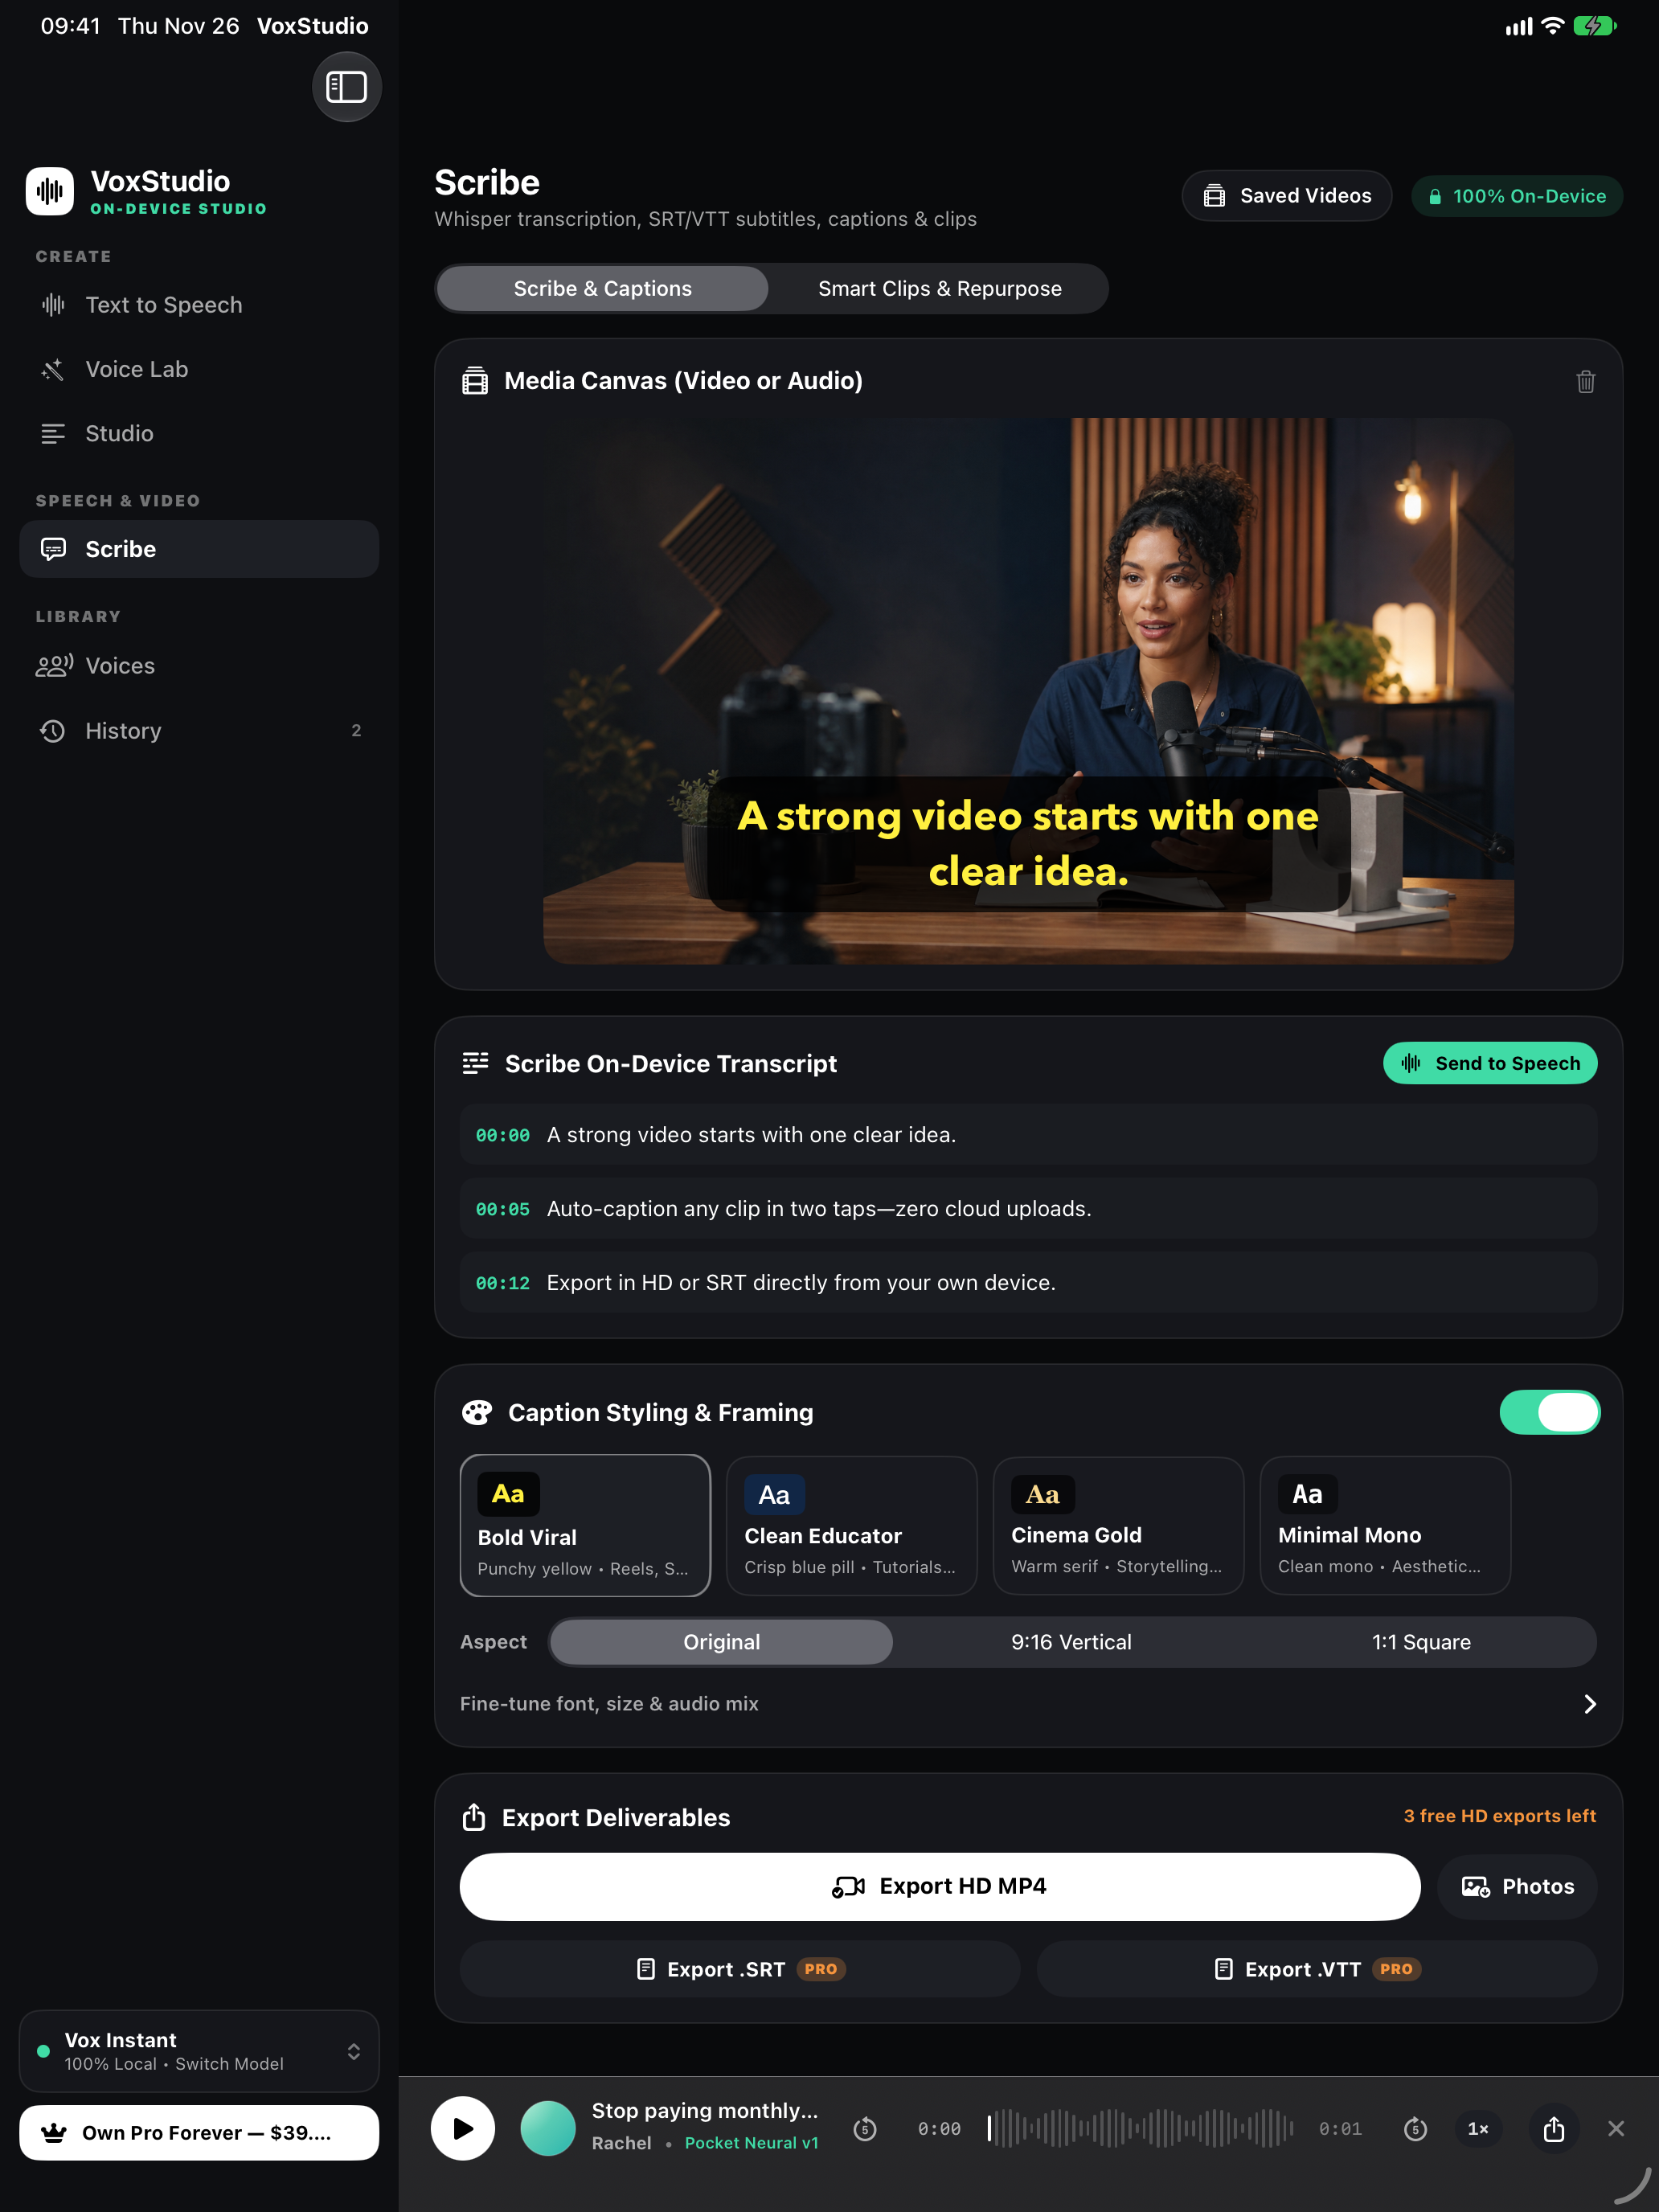 09:41 Thu Nov 26 VoxStudio
VoxStudio
ON-DEVICE STUDIO
CREATE
Text to Speech
Voice Lab
Studio
SPEECH & VIDEO
Scribe
LIBRARY
Voices
History 2
Vox Instant
100% Local • Switch Model
Own Pro Forever — $39....
Scribe
Whisper transcription, SRT/VTT subtitles, captions & clips
Saved Videos
100% On-Device
Scribe & Captions
Smart Clips & Repurpose
Media Canvas (Video or Audio)
A strong video starts with one
clear idea.
Scribe On-Device Transcript
Send to Speech
00:00 A strong video starts with one clear idea.
00:05 Auto-caption any clip in two taps—zero cloud uploads.
00:12 Export in HD or SRT directly from your own device.
Caption Styling & Framing
Aa
Bold Viral
Punchy yellow • Reels, S...
Aa
Clean Educator
Crisp blue pill • Tutorials...
Aa
Cinema Gold
Warm serif • Storytelling...
Aa
Minimal Mono
Clean mono • Aesthetic...
Aspect
Original
9:16 Vertical
1:1 Square
Fine-tune font, size & audio mix
Export Deliverables
3 free HD exports left
Export HD MP4
Photos
Export .SRT PRO
Export .VTT PRO
Stop paying monthly...
Rachel • Pocket Neural v1
5
0:00
0:01
5
1×